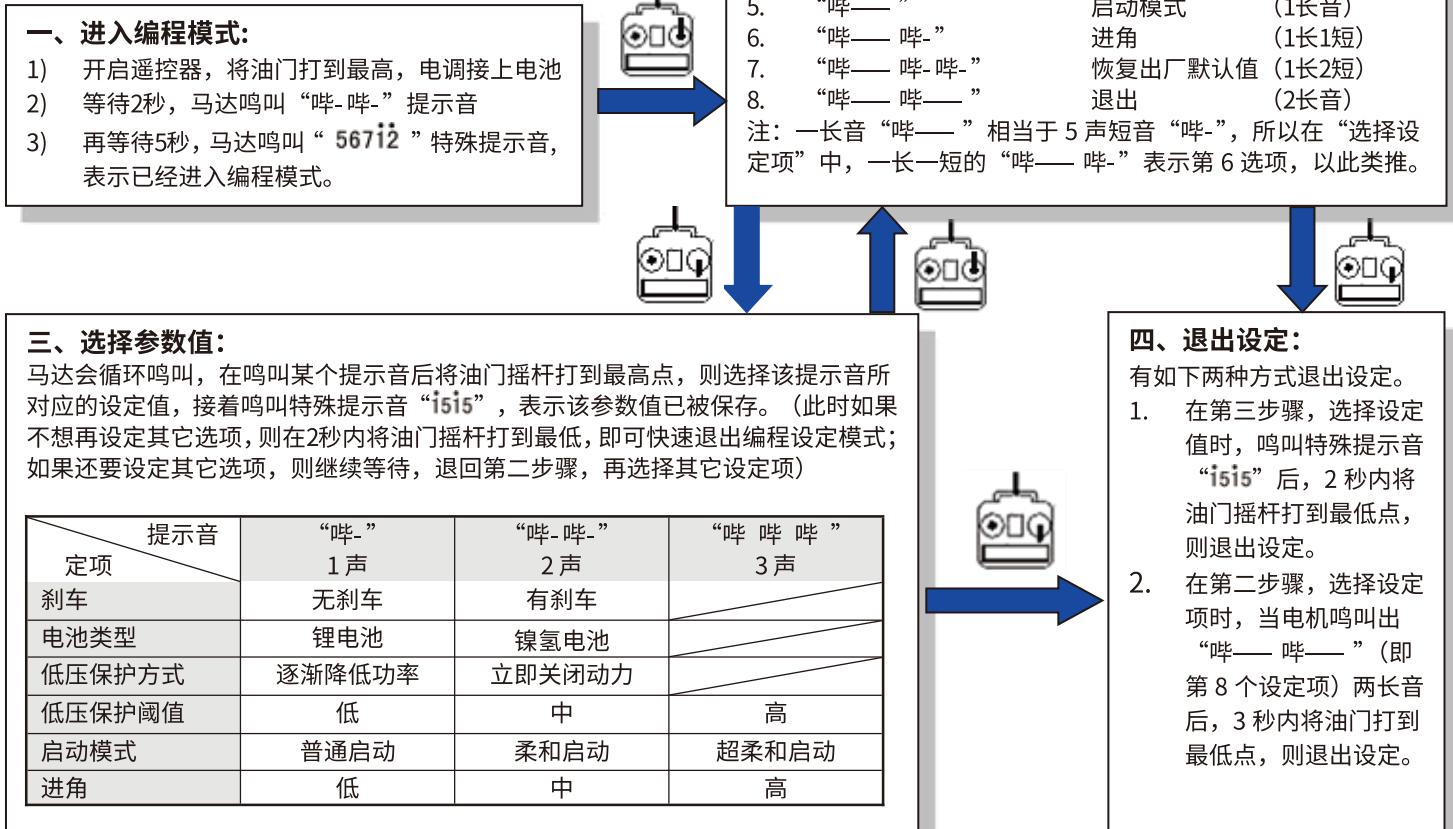 一、进入编程模式:
1) 开启遥控器，将油门打到最高，电调接上电池
2) 等待2秒，马达鸣叫“哔- 哔-”提示音
3) 再等待5秒，马达鸣叫“ 567i̇2̇ ”特殊提示音，
表示已经进入编程模式。
5. “哔—— ” 启动模式 （1长音）
6. “哔—— 哔-” 进角 （1长1短）
7. “哔—— 哔- 哔-” 恢复出厂默认值（1长2短）
8. “哔—— 哔—— ” 退出 （2长音）
注：一长音“哔—— ”相当于 5 声短音“哔-”，所以在“选择设
定项”中，一长一短的“哔—— 哔-”表示第 6 选项，以此类推。
三、选择参数值：
马达会循环鸣叫，在鸣叫某个提示音后将油门摇杆打到最高点，则选择该提示音所
对应的设定值，接着鸣叫特殊提示音“i515”，表示该参数值已被保存。（此时如果
不想再设定其它选项，则在2秒内将油门摇杆打到最低，即可快速退出编程设定模式；
如果还要设定其它选项，则继续等待，退回第二步骤，再选择其它设定项）
提示音 “哔-” “哔- 哔-” “哔 哔 哔 ”
定项 1 声 2 声 3 声
刹车 无刹车 有刹车
电池类型 锂电池 镍氢电池
低压保护方式 逐渐降低功率 立即关闭动力
低压保护阈值 低 中 高
启动模式 普通启动 柔和启动 超柔和启动
进角 低 中 高
四、退出设定：
有如下两种方式退出设定。
1. 在第三步骤，选择设定
值时，鸣叫特殊提示音
“i5i5”后，2 秒内将
油门摇杆打到最低点，
则退出设定。
2. 在第二步骤，选择设定
项时，当电机鸣叫出
“哔—— 哔—— ”（即
第 8 个设定项）两长音
后，3 秒内将油门打到
最低点，则退出设定。